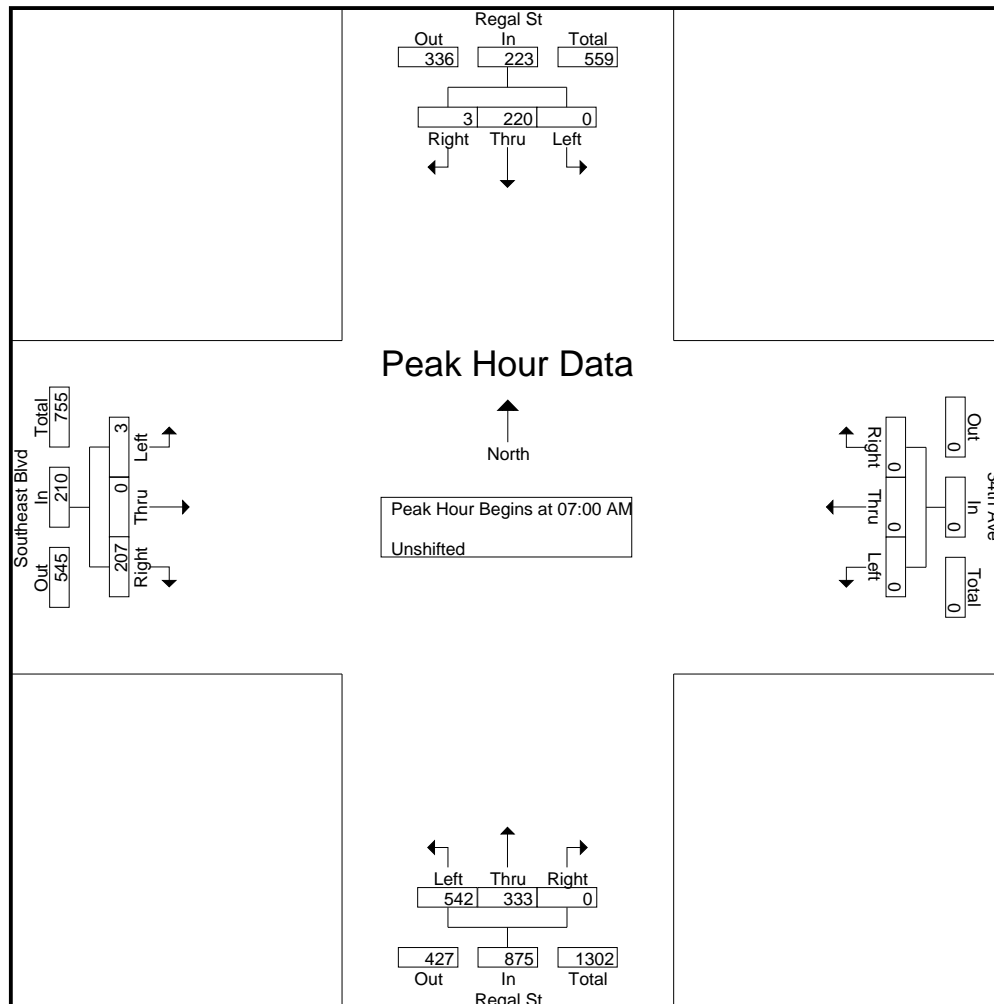 Regal St
Out In Total
336 223 559
3 220 0
Right Thru Left
Peak Hour Data
North
Peak Hour Begins at 07:00 AM
Unshifted
Southeast Blvd
Total In Out
755 210 545
3 0 207
Left Thru Right
Out In Total
0 0 0
0 0 0
Right Thru Left
Left Thru Right
542 333 0
427 875 1302
Out In Total
Regal St